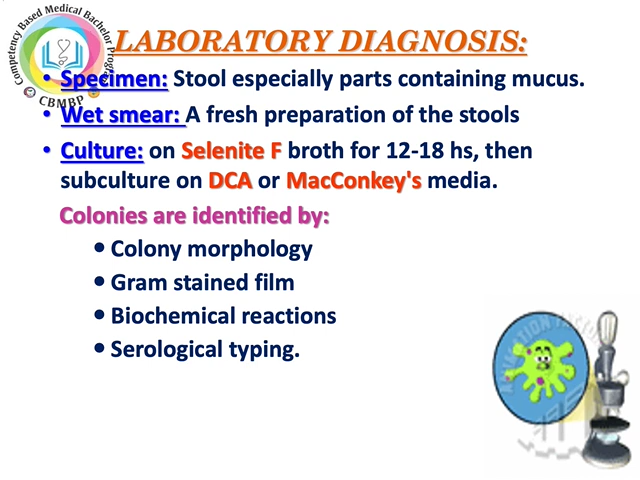 Competency Based Medical Bachelor Program
CBMBP
LABORATORY DIAGNOSIS:
• Specimen: Stool especially parts containing mucus.
• Wet smear: A fresh preparation of the stools
• Culture: on Selenite F broth for 12-18 hs, then
subculture on DCA or MacConkey's media.
Colonies are identified by:
• Colony morphology
• Gram stained film
• Biochemical reactions
• Serological typing.
ANIMATION FACTORY